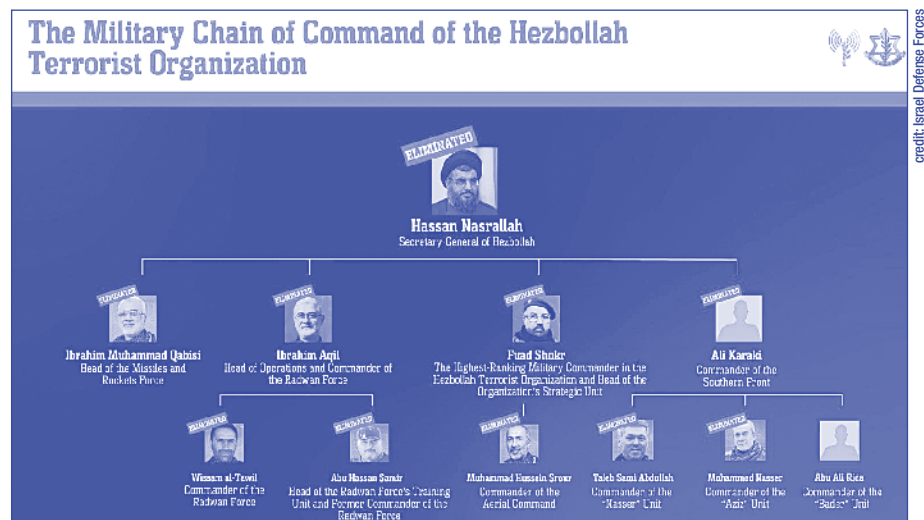 The Military Chain of Command of the Hezbollah
Terrorist Organization
credit: Israel Defense Forces
ELIMINATED
Hassan Nasrallah
Secretary General of Hezbollah
ELIMINATED
ELIMINATED
ELIMINATED
ELIMINATED
Ibrahim Muhammad Qabisi
Head of the Missiles and
Rockets Force
Ibrahim Aqil
Head of Operations and Commander of
the Radwan Force
Fuad Shokr
The Highest-Ranking Military Commander in the
Hezbollah Terrorist Organization and Head of the
Organization's Strategic Unit
Ali Karaki
Commander of the
Southern Front
ELIMINATED
ELIMINATED
ELIMINATED
ELIMINATED
ELIMINATED
Wissam al-Tawil
Commander of the
Radwan Force
Abu Hassan Samir
Head of the Radwan Force's Training
Unit and Former Commander of the
Radwan Force
Muhammad Hussein Srour
Commander of the
Aerial Command
Taleb Sami Abdullah
Commander of the
"Nasser" Unit
Mohammed Nasser
Commander of the
"Aziz" Unit
Abu Ali Rida
Commander of the
"Bader" Unit